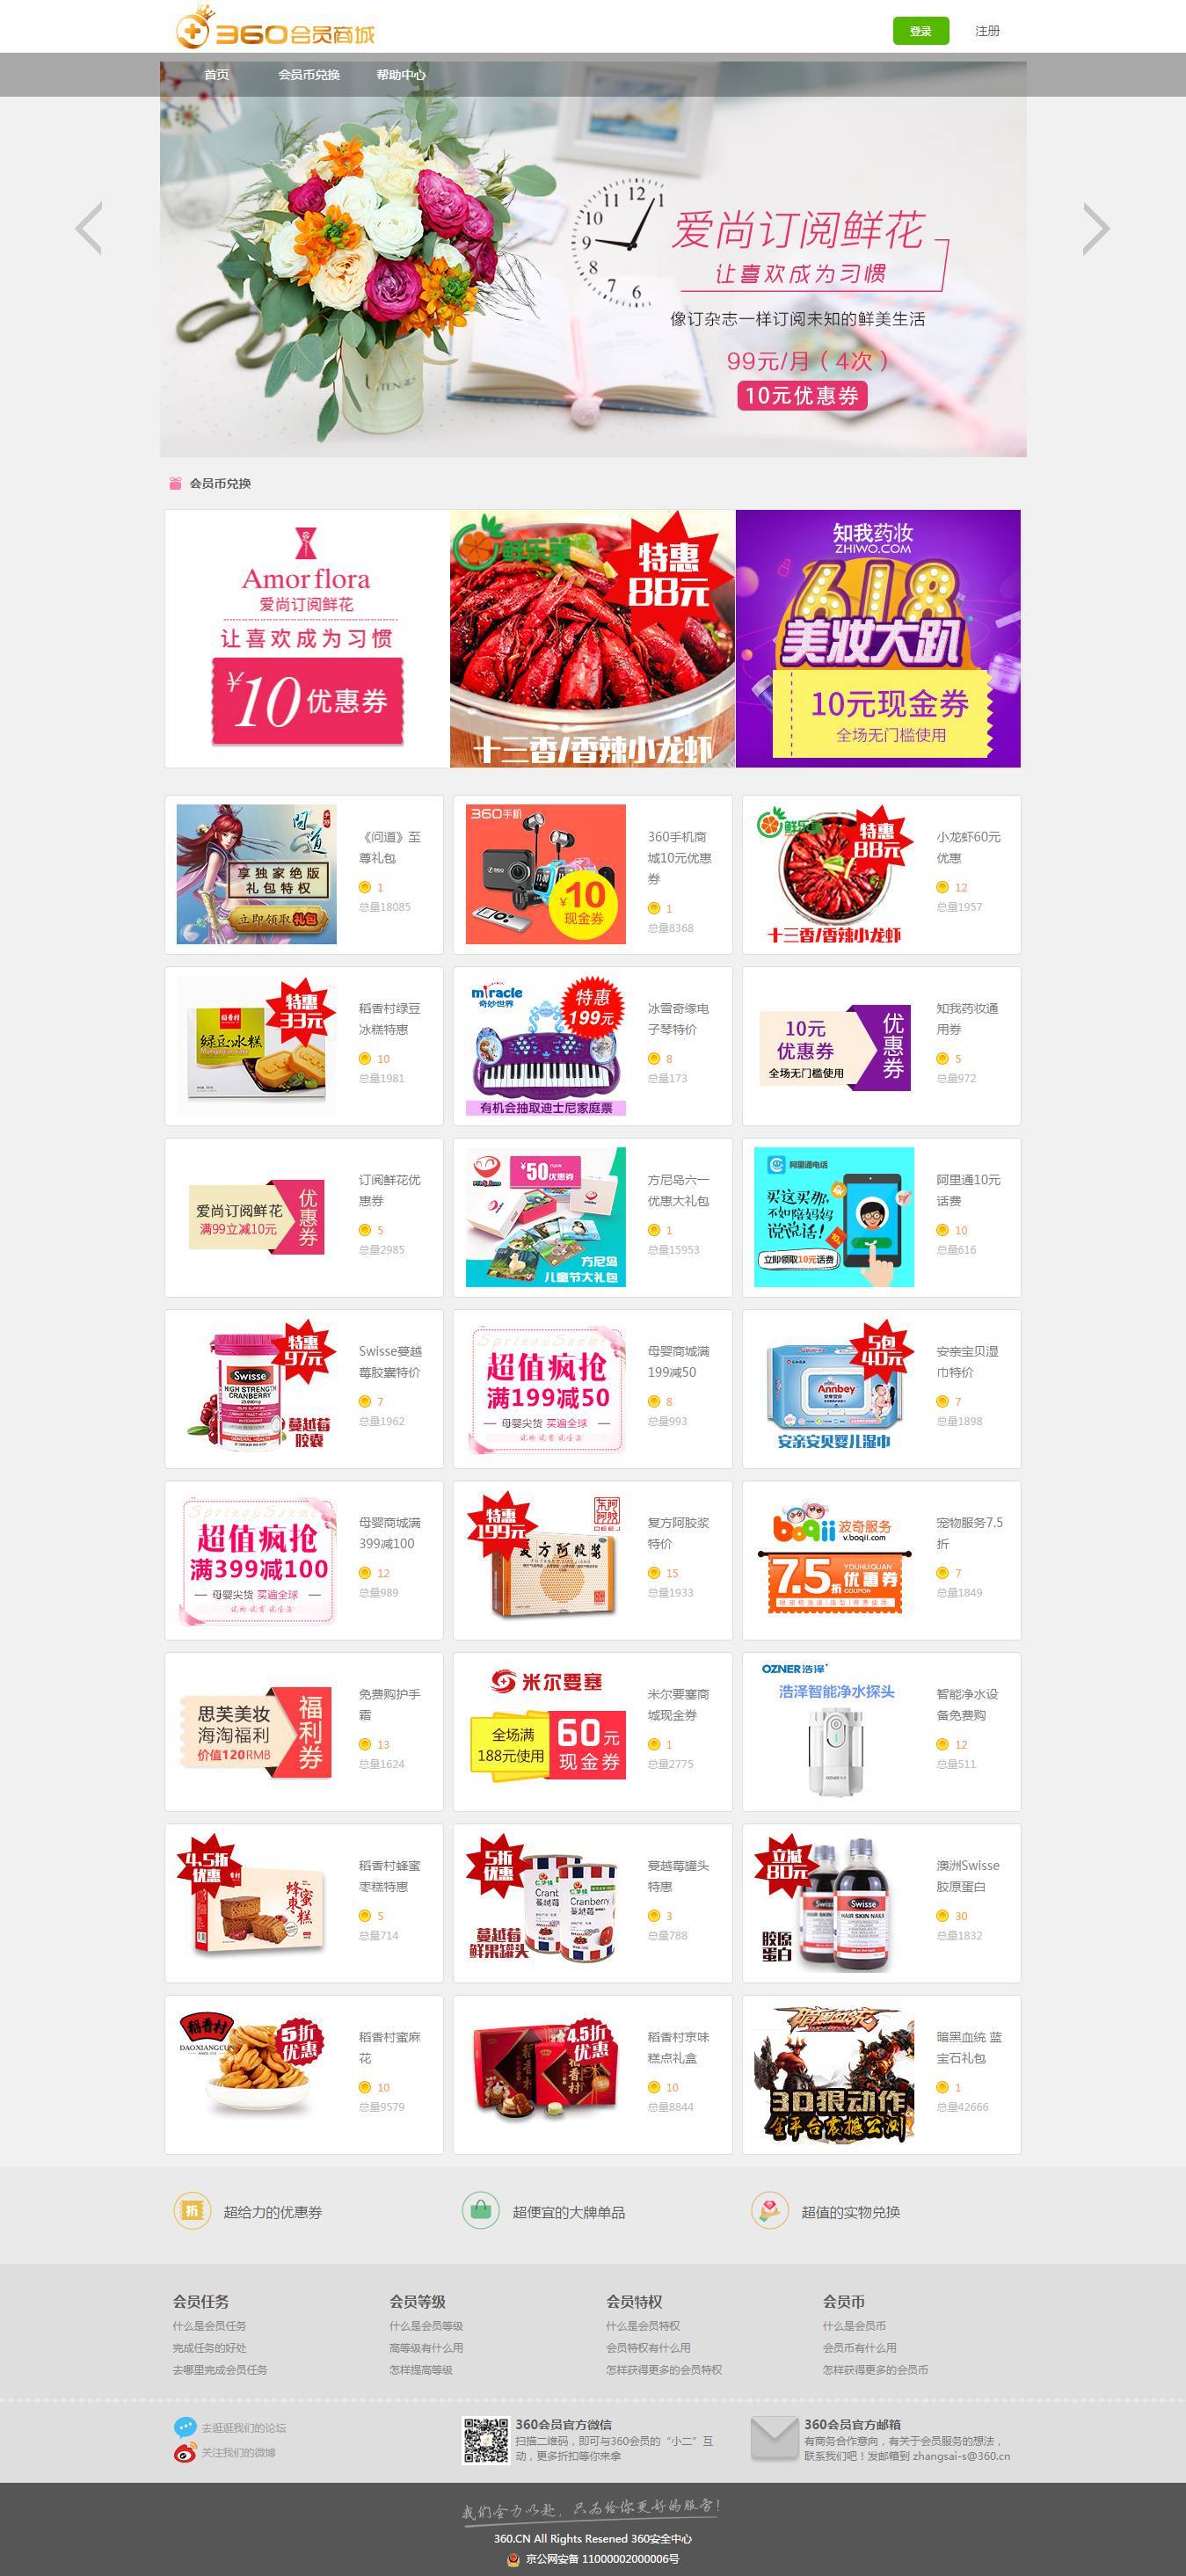 360会员商城
登录
注册
首页
会员币兑换
帮助中心
12
1
11
10
9
8
7
6
爱尚订阅鲜花
让喜欢成为习惯
像订杂志一样订阅未知的鲜美生活
99元/月（4次）
10元优惠券
UTENSILS
会员币兑换
Amor flora
爱尚订阅鲜花
让喜欢成为习惯
¥10优惠券
特惠
88元
十三香/香辣小龙虾
知我药妆
ZHIWO.COM
618
美妆大趴
10元现金券
全场无门槛使用
问道
享独家绝版
礼包特权
立即领取礼包
《问道》至
尊礼包
1
总量18085
360手机
¥10
现金券
360手机商
城10元优惠
券
1
总量8368
特惠
88元
十三香/香辣小龙虾
小龙虾60元
优惠
12
总量1957
特惠
33元
稻香村
绿豆冰糕
稻香村绿豆
冰糕特惠
10
总量1981
miracle
奇妙世界
特惠
199元
有机会抽取迪士尼家庭票
冰雪奇缘电
子琴特价
8
总量173
10元
优惠券
全场无门槛使用
优惠券
知我药妆通
用券
5
总量972
爱尚订阅鲜花
满99立减10元
优惠券
订阅鲜花优
惠券
5
总量2985
¥50优惠券
方尼岛
儿童节大礼包
方尼岛六一
优惠大礼包
1
总量15953
阿里通电话
买这买那,
不如陪妈妈
说说话!
立即领取10元话费
阿里通10元
话费
10
总量616
特惠
97元
Swisse
HIGH STRENGTH
CRANBERRY
蔓越莓
胶囊
Swisse蔓越
莓胶囊特价
7
总量1962
超值疯抢
满199减50
母婴尖货 买遍全球
母婴商城满
199减50
8
总量993
5包
40元
Annbey
安亲安贝婴儿湿巾
安亲宝贝湿
巾特价
7
总量1898
超值疯抢
满399减100
母婴尖货 买遍全球
母婴商城满
399减100
12
总量989
特惠
199元
东阿阿胶
DEEJ
复方阿胶浆
复方阿胶浆
特价
15
总量1933
boqii 波奇服务
v.boqii.com
7.5折 优惠券
YOUHUIQUAN
COUPON
宠物服务7.5
折
7
总量1849
思芙美妆
海淘福利
价值120RMB
福利券
免费购护手
霜
13
总量1624
米尔要塞
全场满
188元使用
60元
现金券
米尔要塞商
城现金券
1
总量2775
OZNER浩泽
浩泽智能净水探头
智能净水设
备免费购
12
总量511
4.5折
优惠
蜂蜜枣糕
稻香村蜂蜜
枣糕特惠
5
总量714
5折
优惠
Cranberry
蔓越莓
蔓越莓
鲜果罐头
蔓越莓罐头
特惠
3
总量788
立减
80元
Swisse
Swisse
HAIR SKIN NAILS
胶原
蛋白
澳洲Swisse
胶原蛋白
30
总量1832
稻香村
DAOXIANGCUN
5折
优惠
稻香村蜜麻
花
10
总量9579
4.5折
优惠
稻香村
稻香村京味
糕点礼盒
10
总量8844
暗黑血统
3D狠动作
全平台震撼公测
暗黑血统 蓝
宝石礼包
1
总量42666
折
超给力的优惠券
超便宜的大牌单品
超值的实物兑换
会员任务
什么是会员任务
完成任务的好处
去哪里完成会员任务
会员等级
什么是会员等级
高等级有什么用
怎样提高等级
会员特权
什么是会员特权
会员特权有什么用
怎样获得更多的会员特权
会员币
什么是会员币
会员币有什么用
怎样获得更多的会员币
去逛逛我们的论坛
关注我们的微博
360会员官方微信
扫描二维码，即可与360会员的“小二”互
动，更多折扣等你来拿
360会员官方邮箱
有商务合作意向，有关于会员服务的想法，
联系我们吧！发邮箱到 zhangsai-s@360.cn
我们全力以赴，只为给你更好的服务!
360.CN All Rights Resened 360安全中心
京公网安备 11000002000006号